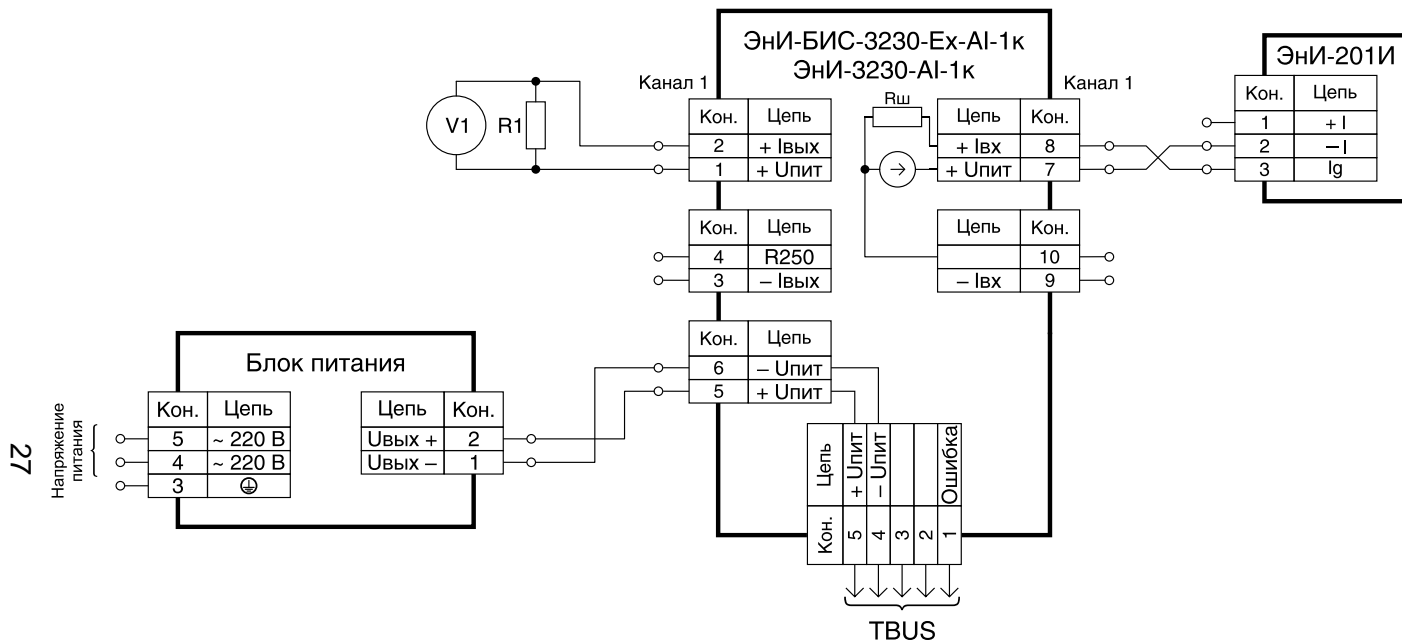 ЭнИ-БИС-3230-Ех-АI-1к
ЭнИ-3230-АI-1к
ЭнИ-201И
Канал 1
Канал 1
V1
R1
Rш
Кон. Цепь
2 + Iвых
1 + Uпит
Цепь Кон.
+ Iвх 8
+ Uпит 7
Кон. Цепь
1 + I
2 –I
3 Ig
Кон. Цепь
4 R250
3 – Iвых
Цепь Кон.
10
– Iвх 9
Кон. Цепь
6 – Uпит
5 + Uпит
Блок питания
Напряжение
питания
Кон. Цепь
5 ~ 220 В
4 ~ 220 В
3
Цепь Кон.
Uвых + 2
Uвых – 1
Цепь + Uпит – Uпит Ошибка
Кон. 5 4 3 2 1
TBUS
27